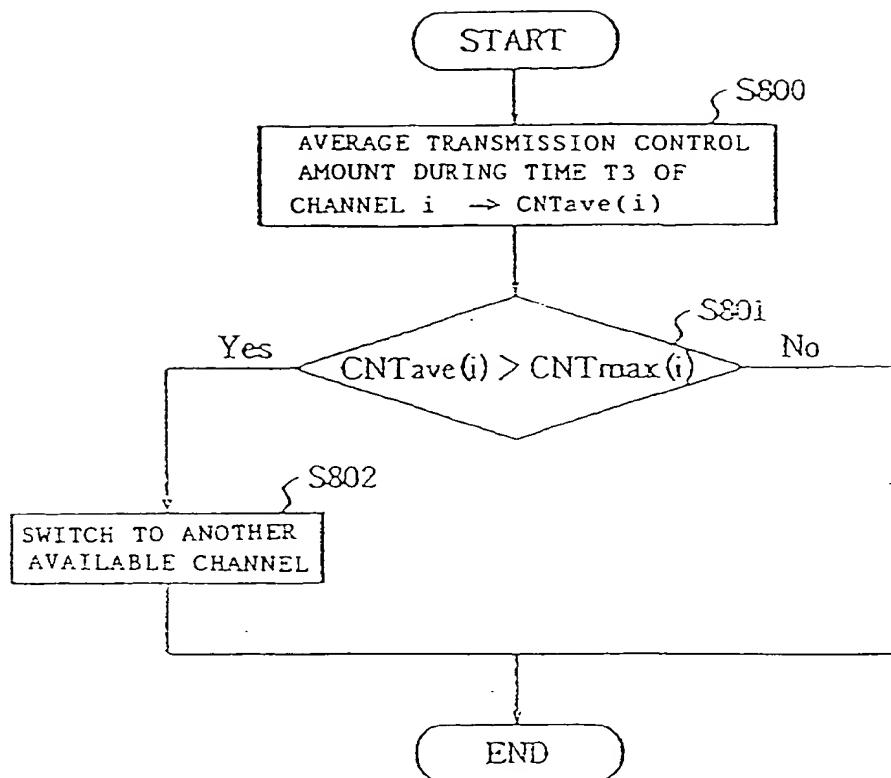 START
S800
AVERAGE TRANSMISSION CONTROL
AMOUNT DURING TIME T3 OF
CHANNEL i → CNTave(i)
S801
Yes
CNTave(i) > CNTmax(i)
No
S802
SWITCH TO ANOTHER
AVAILABLE CHANNEL
END